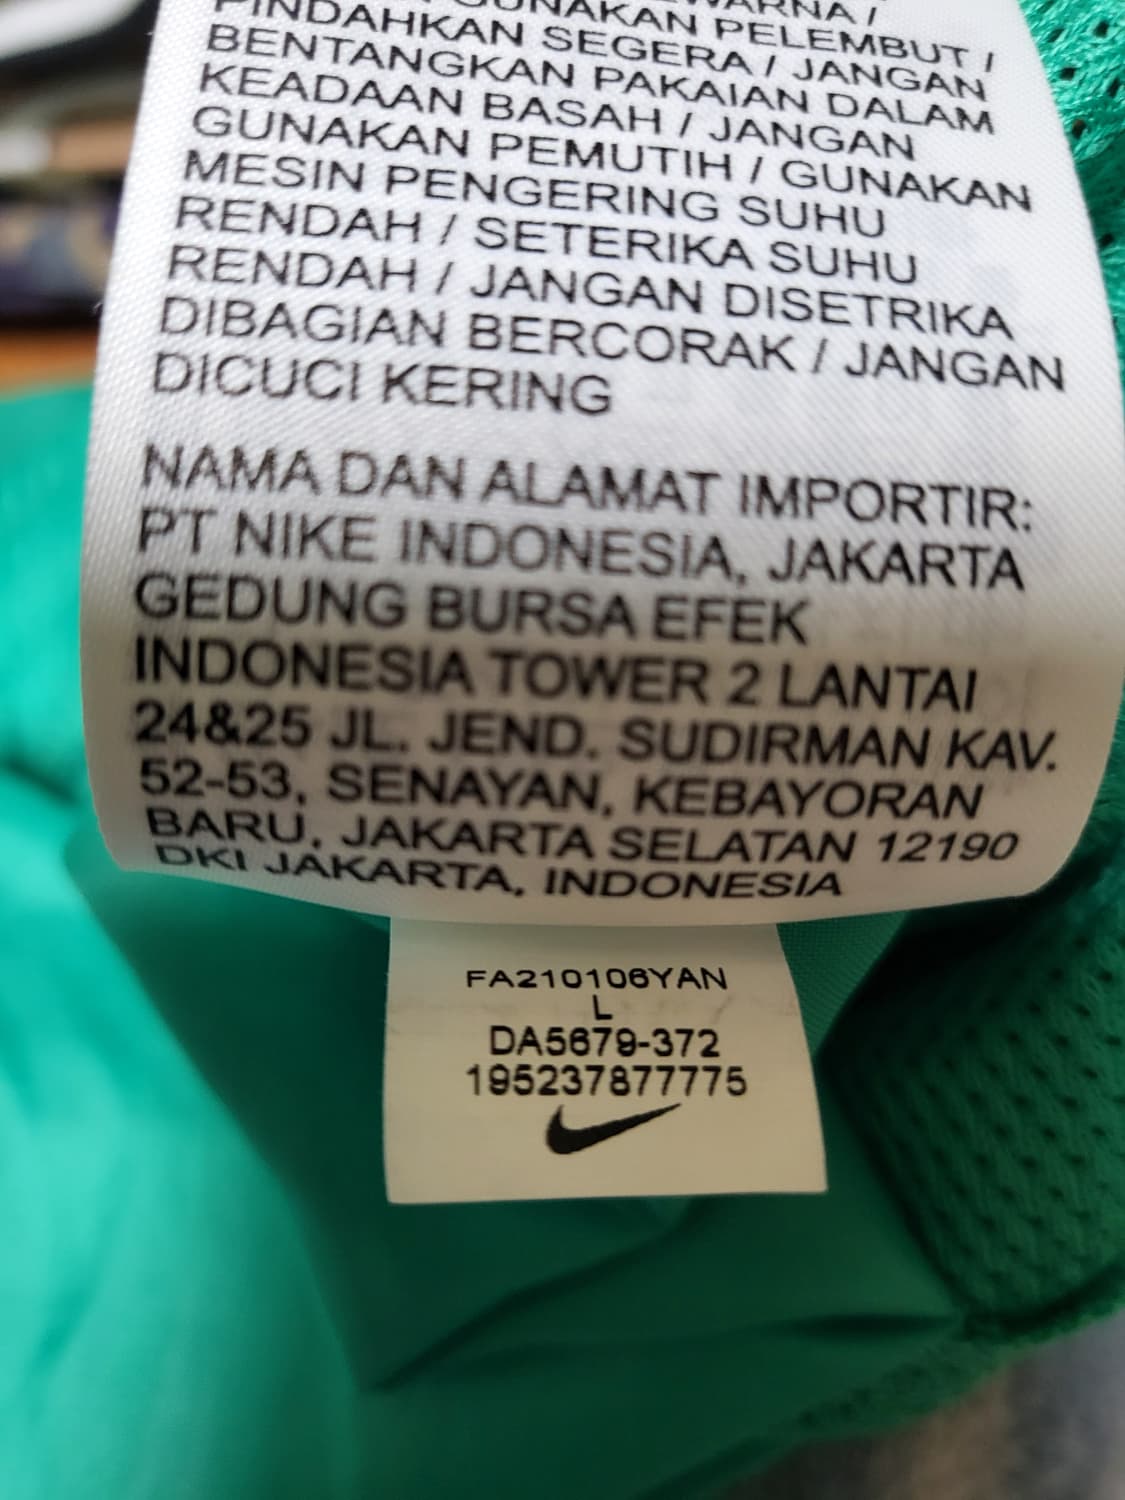 GUNAKAN PELEMBUT /
PINDAHKAN SEGERA / JANGAN
BENTANGKAN PAKAIAN DALAM
KEADAAN BASAH / JANGAN
GUNAKAN PEMUTIH / GUNAKAN
MESIN PENGERING SUHU
RENDAH / SETERIKA SUHU
RENDAH / JANGAN DISETRIKA
DIBAGIAN BERCORAK / JANGAN
DICUCI KERING
NAMA DAN ALAMAT IMPORTIR:
PT NIKE INDONESIA, JAKARTA
GEDUNG BURSA EFEK
INDONESIA TOWER 2 LANTAI
24&25 JL. JEND. SUDIRMAN KAV.
52-53, SENAYAN, KEBAYORAN
BARU, JAKARTA SELATAN 12190
DKI JAKARTA, INDONESIA
FA210106YAN
L
DA5679-372
195237877775